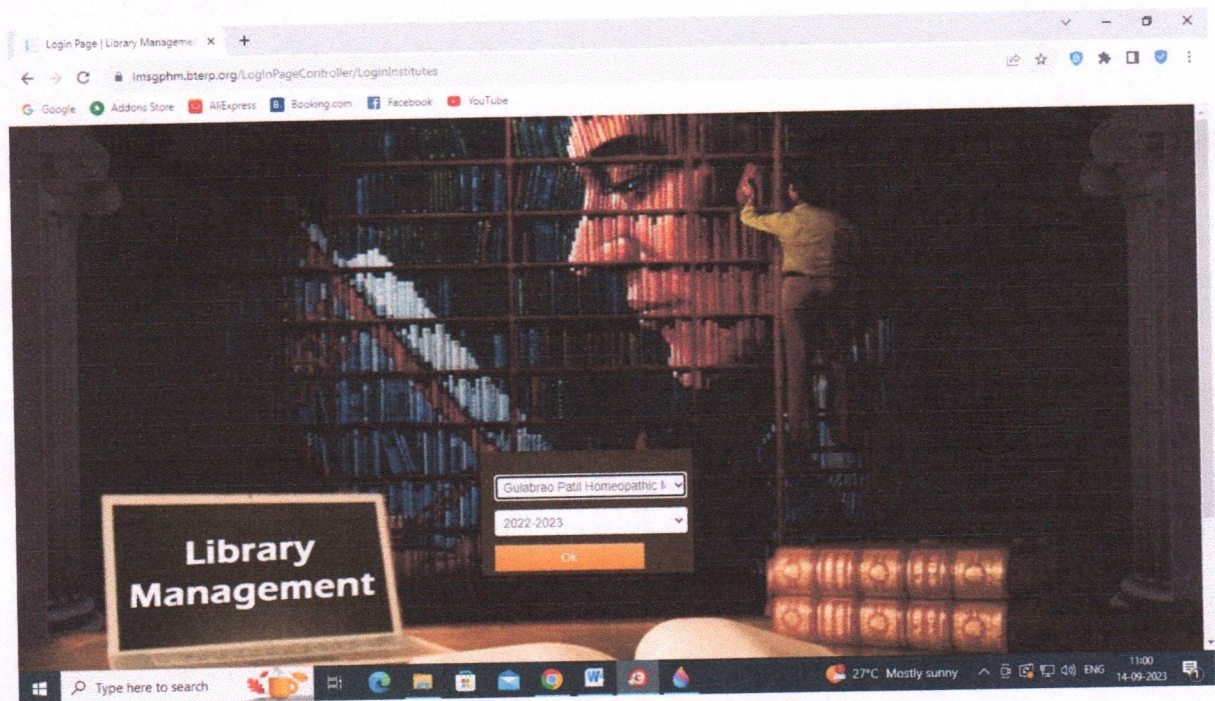 Login Page | Library Managemen
lmsgphm.bterp.org/LoginPageController/LoginInstitutes
Google Addons Store AliExpress B. Booking.com Facebook YouTube
Gulabrao Patil Homeopathic M
2022-2023
Ok
Library
Management
Type here to search
27°C Mostly sunny
ENG
11:00
14-09-2023